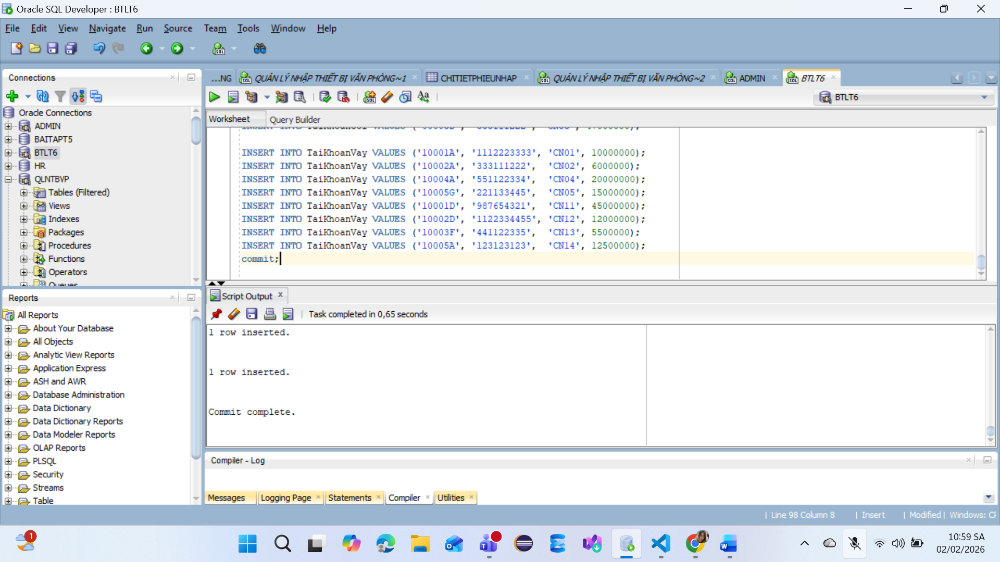 Oracle SQL Developer : BTLT6
File Edit View Navigate Run Source Team Tools Window Help
Connections
Oracle Connections
ADMIN
BAITAPT5
BTLT6
HR
QLNTBVP
Tables (Filtered)
Views
Indexes
Packages
Procedures
Functions
Operators
Queues
Reports
All Reports
About Your Database
All Objects
Analytic View Reports
Application Express
ASH and AWR
Database Administration
Data Dictionary
Data Dictionary Reports
Data Modeler Reports
OLAP Reports
PLSQL
Security
Streams
Table
...NG QUẢN LÝ NHẬP THIẾT BỊ VĂN PHÒNG~1 CHITIETPHIEUNHAP QUẢN LÝ NHẬP THIẾT BỊ VĂN PHÒNG~2 ADMIN BTLT6
BTLT6
Worksheet Query Builder
INSERT INTO TaiKhoanVay VALUES ('10001A', '1112223333', 'CN01', 10000000);
INSERT INTO TaiKhoanVay VALUES ('10002A', '333111222', 'CN02', 6000000);
INSERT INTO TaiKhoanVay VALUES ('10004A', '551122334', 'CN04', 20000000);
INSERT INTO TaiKhoanVay VALUES ('10005G', '221133445', 'CN05', 15000000);
INSERT INTO TaiKhoanVay VALUES ('10001D', '987654321', 'CN11', 45000000);
INSERT INTO TaiKhoanVay VALUES ('10002D', '1122334455', 'CN12', 12000000);
INSERT INTO TaiKhoanVay VALUES ('10003F', '441122335', 'CN13', 5500000);
INSERT INTO TaiKhoanVay VALUES ('10005A', '123123123', 'CN14', 12500000);
commit;
Script Output
Task completed in 0,65 seconds
1 row inserted.
1 row inserted.
Commit complete.
Compiler - Log
Messages Logging Page Statements Compiler Utilities
Line 98 Column 8 | Insert | Modified | Windows: CF
1
10:59 SA
02/02/2026